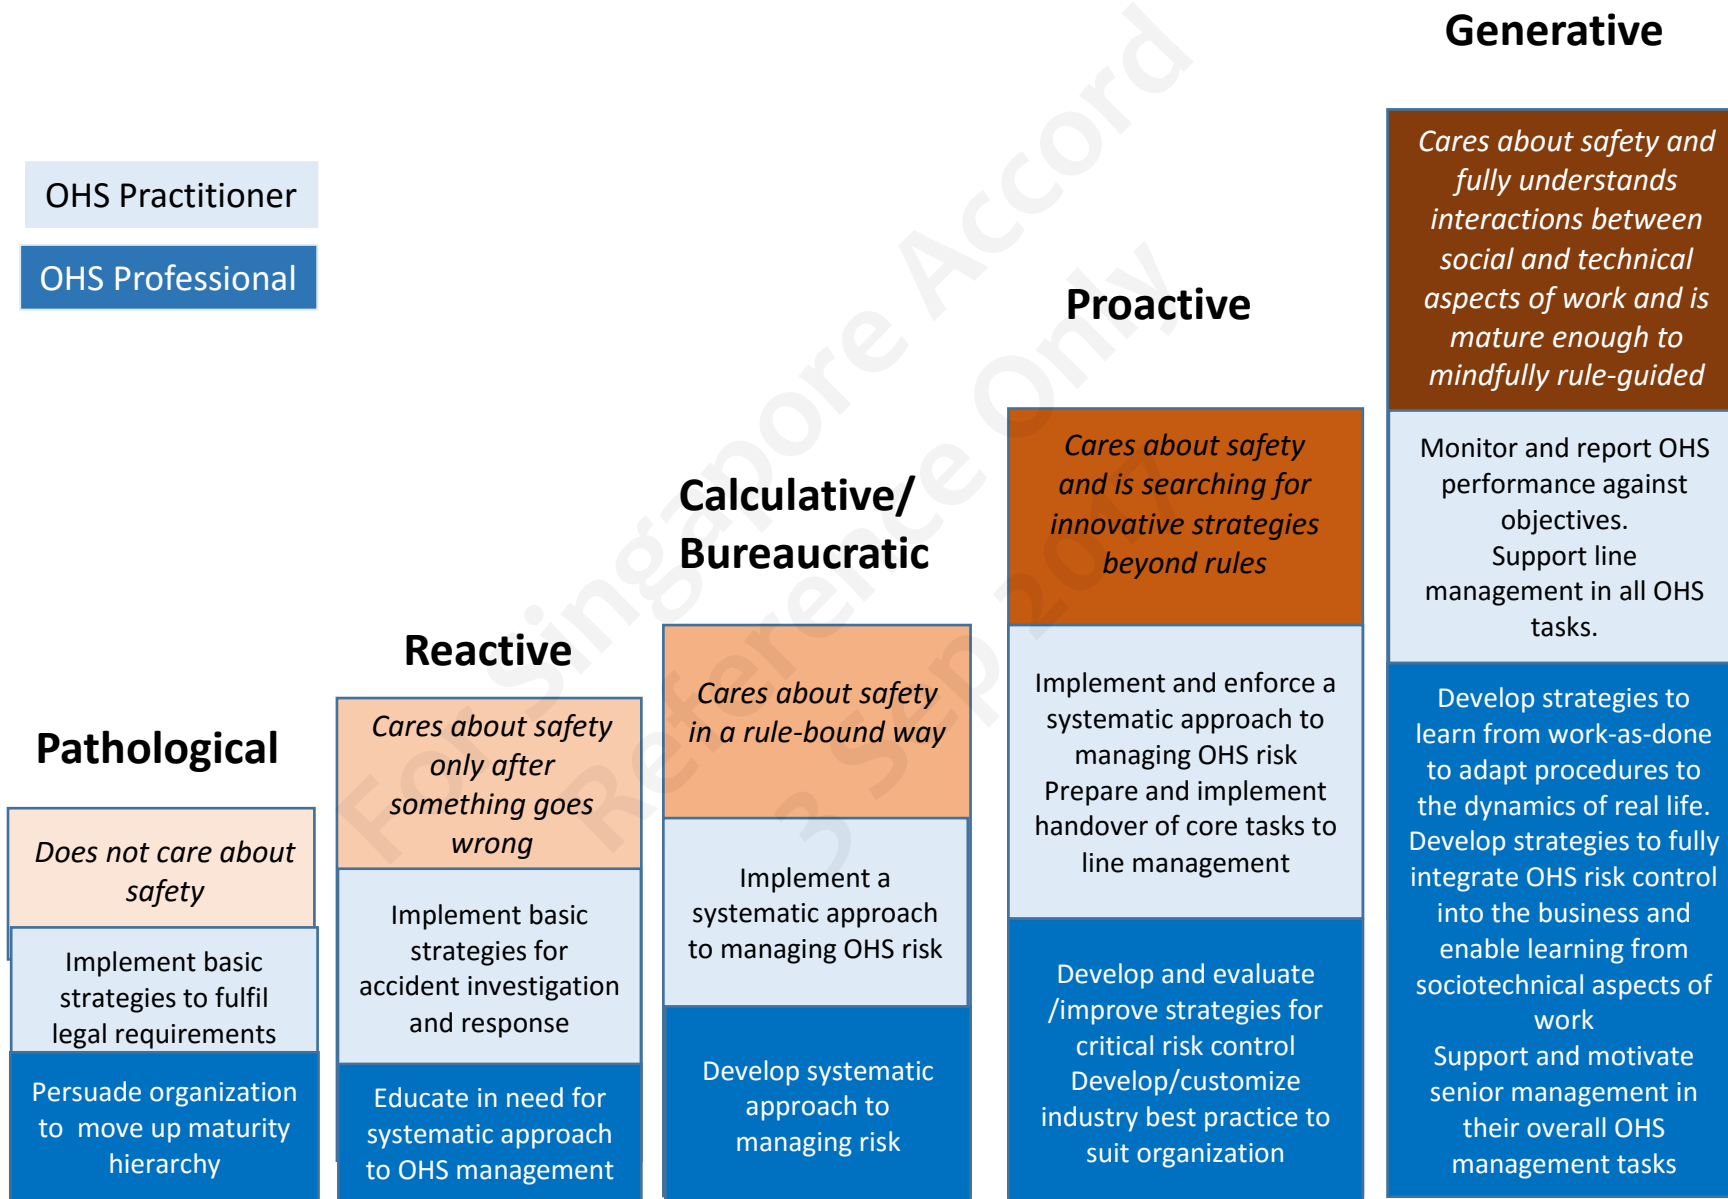 OHS Practitioner
OHS Professional
Pathological
Does not care about
safety
Implement basic
strategies to fulfil
legal requirements
Persuade organization
to move up maturity
hierarchy
Reactive
Cares about safety
only after
something goes
wrong
Implement basic
strategies for
accident investigation
and response
Educate in need for
systematic approach
to OHS management
Calculative/
Bureaucratic
Cares about safety
in a rule-bound way
Implement a
systematic approach
to managing OHS risk
Develop systematic
approach to
managing risk
Proactive
Cares about safety
and is searching for
innovative strategies
beyond rules
Implement and enforce a
systematic approach to
managing OHS risk
Prepare and implement
handover of core tasks to
line management
Develop and evaluate
/improve strategies for
critical risk control
Develop/customize
industry best practice to
suit organization
Generative
Cares about safety and
fully understands
interactions between
social and technical
aspects of work and is
mature enough to
mindfully rule-guided
Monitor and report OHS
performance against
objectives.
Support line
management in all OHS
tasks.
Develop strategies to
learn from work-as-done
to adapt procedures to
the dynamics of real life.
Develop strategies to fully
integrate OHS risk control
into the business and
enable learning from
sociotechnical aspects of
work
Support and motivate
senior management in
their overall OHS
management tasks
For Singapore Accord
Reference Only
3 Sep 2017